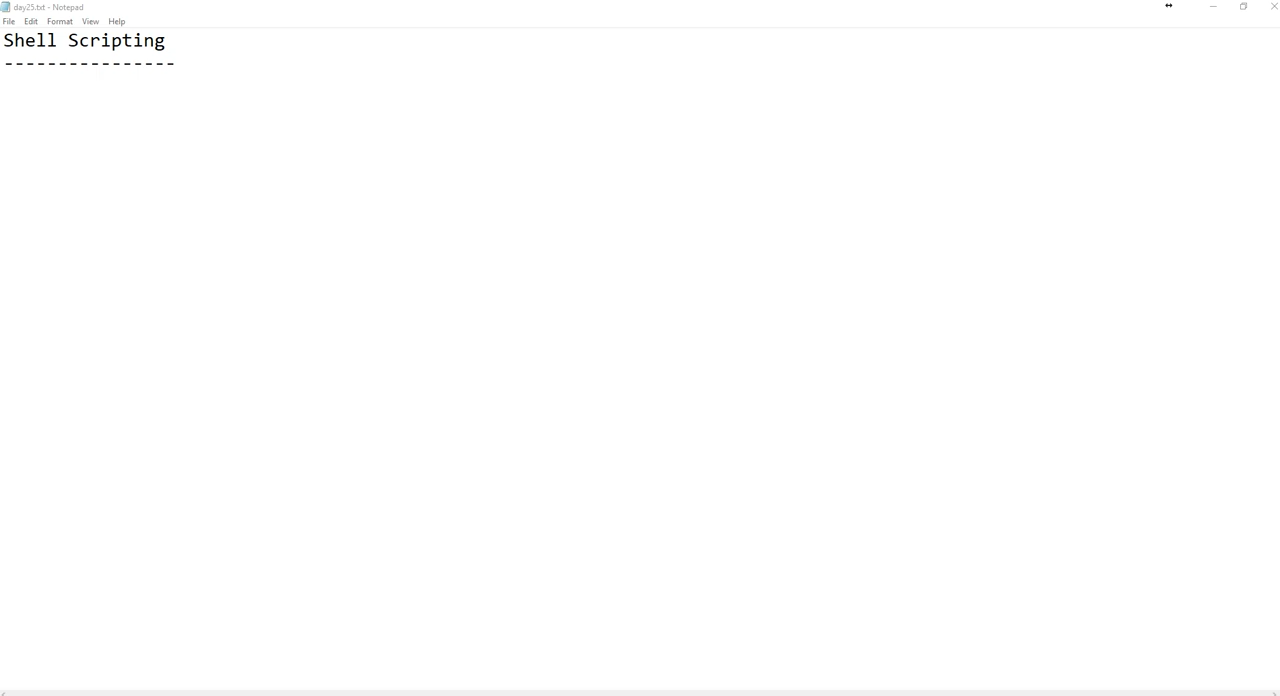 day25.txt - Notepad
File Edit Format View Help
Shell Scripting
----------------